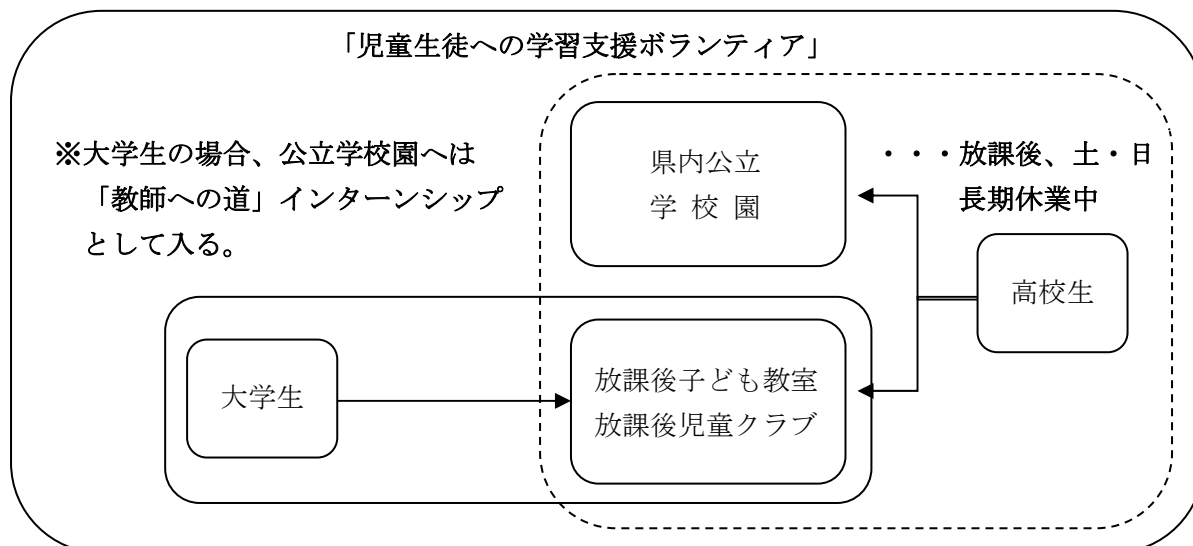 「児童生徒への学習支援ボランティア」
※大学生の場合、公立学校園へは
「教師への道」インターンシップ
として入る。
県内公立
学 校 園
・・・放課後、土・日
長期休業中
高校生
大学生
放課後子ども教室
放課後児童クラブ